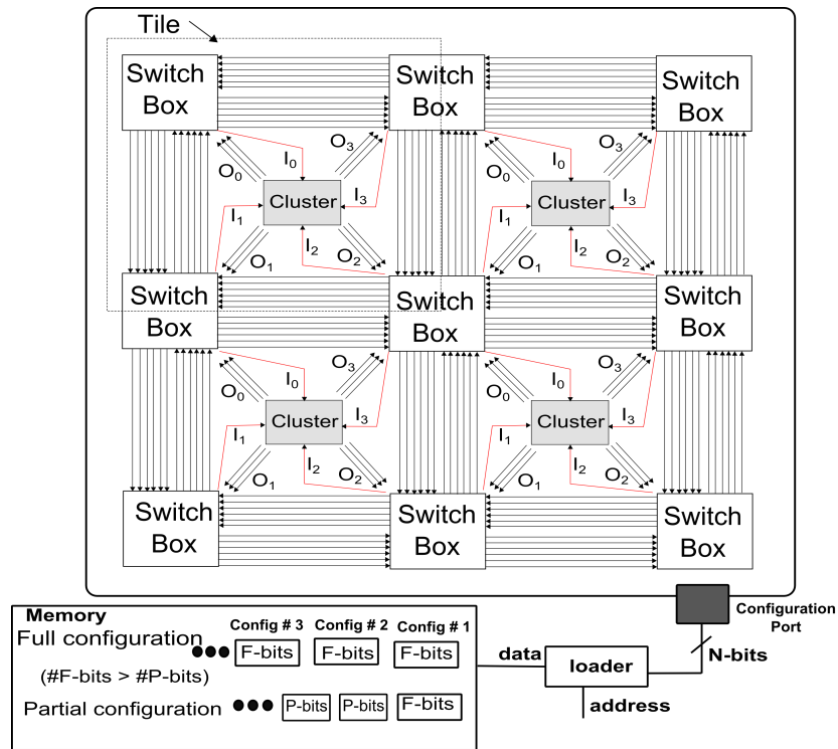 Tile
Switch
Box
Switch
Box
Switch
Box
O₀
O₃
I₀
I₃
Cluster
I₁
I₂
O₁
O₂
O₀
O₃
I₀
I₃
Cluster
I₁
I₂
O₁
O₂
Switch
Box
Switch
Box
Switch
Box
O₀
O₃
I₀
I₃
Cluster
I₁
I₂
O₁
O₂
O₀
O₃
I₀
I₃
Cluster
I₁
I₂
O₁
O₂
Switch
Box
Switch
Box
Switch
Box
Memory
Config # 3 Config # 2 Config # 1
Full configuration
F-bits F-bits F-bits
(#F-bits > #P-bits)
Partial configuration
P-bits P-bits F-bits
data
loader
address
N-bits
Configuration
Port